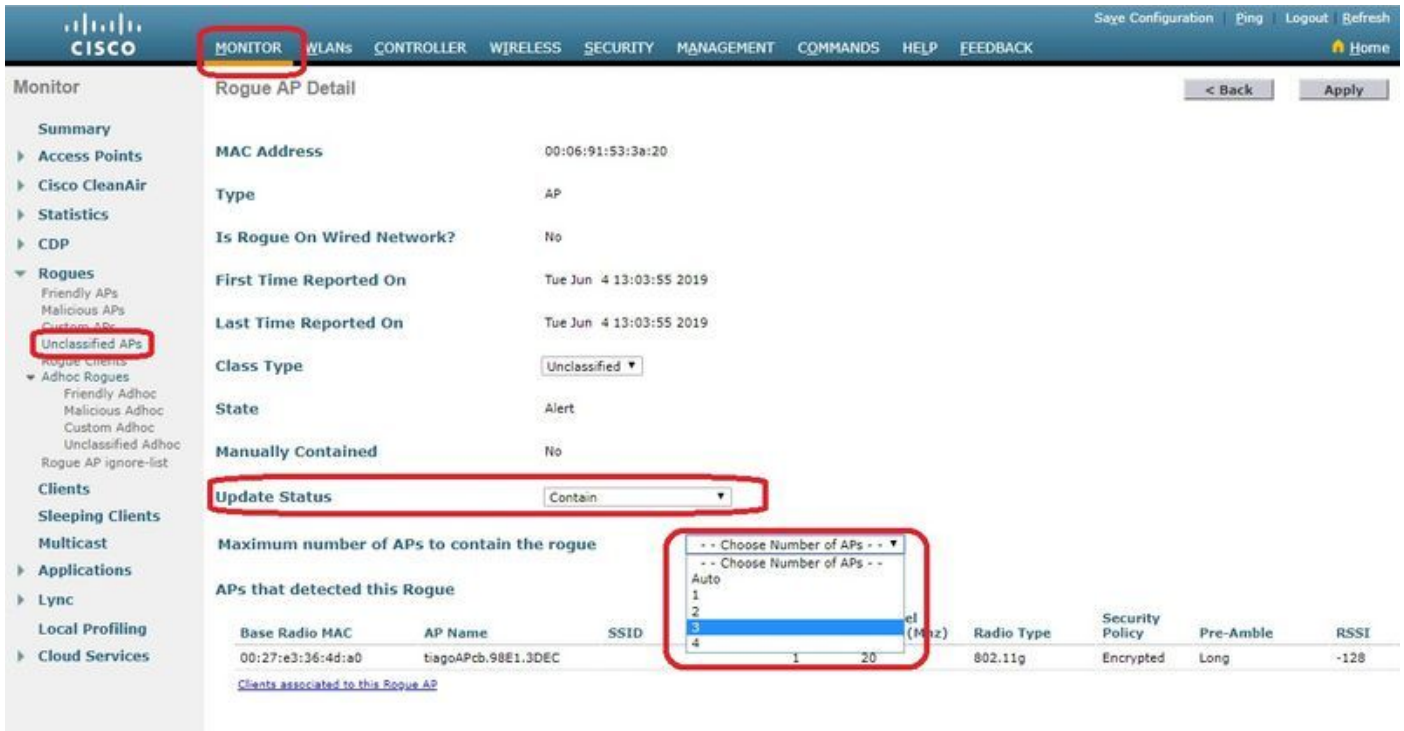 Save Configuration Ping Logout Refresh
CISCO
MONITOR WLANs CONTROLLER WIRELESS SECURITY MANAGEMENT COMMANDS HELP FEEDBACK Home
Monitor
Summary
Access Points
Cisco CleanAir
Statistics
CDP
Rogues
Friendly APs
Malicious APs
Custom APs
Unclassified APs
Rogue Clients
Adhoc Rogues
Friendly Adhoc
Malicious Adhoc
Custom Adhoc
Unclassified Adhoc
Rogue AP ignore-list
Clients
Sleeping Clients
Multicast
Applications
Lync
Local Profiling
Cloud Services
Rogue AP Detail
< Back Apply
MAC Address 00:06:91:53:3a:20
Type AP
Is Rogue On Wired Network? No
First Time Reported On Tue Jun 4 13:03:55 2019
Last Time Reported On Tue Jun 4 13:03:55 2019
Class Type Unclassified
State Alert
Manually Contained No
Update Status Contain
Maximum number of APs to contain the rogue - - Choose Number of APs - -
- - Choose Number of APs - -
Auto
1
2
3
4
APs that detected this Rogue
Base Radio MAC AP Name SSID (Mhz) Radio Type Security Policy Pre-Amble RSSI
00:27:e3:36:4d:a0 tiagoAPcb.98E1.3DEC 1 20 802.11g Encrypted Long -128
Clients associated to this Rogue AP